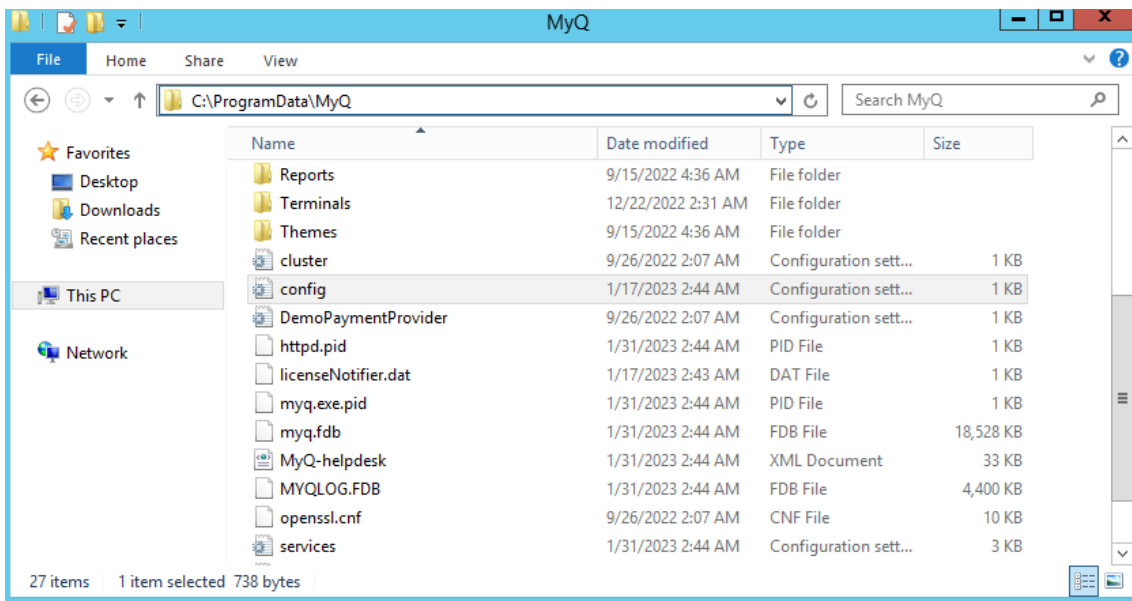 MyQ
File Home Share View
C:\ProgramData\MyQ Search MyQ
Name Date modified Type Size
Favorites
Desktop
Downloads
Recent places
This PC
Network
Reports 9/15/2022 4:36 AM File folder
Terminals 12/22/2022 2:31 AM File folder
Themes 9/15/2022 4:36 AM File folder
cluster 9/26/2022 2:07 AM Configuration sett... 1 KB
config 1/17/2023 2:44 AM Configuration sett... 1 KB
DemoPaymentProvider 9/26/2022 2:07 AM Configuration sett... 1 KB
httpd.pid 1/31/2023 2:44 AM PID File 1 KB
licenseNotifier.dat 1/17/2023 2:43 AM DAT File 1 KB
myq.exe.pid 1/31/2023 2:44 AM PID File 1 KB
myq.fdb 1/31/2023 2:44 AM FDB File 18,528 KB
MyQ-helpdesk 1/31/2023 2:44 AM XML Document 33 KB
MYQLOG.FDB 1/31/2023 2:44 AM FDB File 4,400 KB
openssl.cnf 9/26/2022 2:07 AM CNF File 10 KB
services 1/31/2023 2:44 AM Configuration sett... 3 KB
27 items 1 item selected 738 bytes